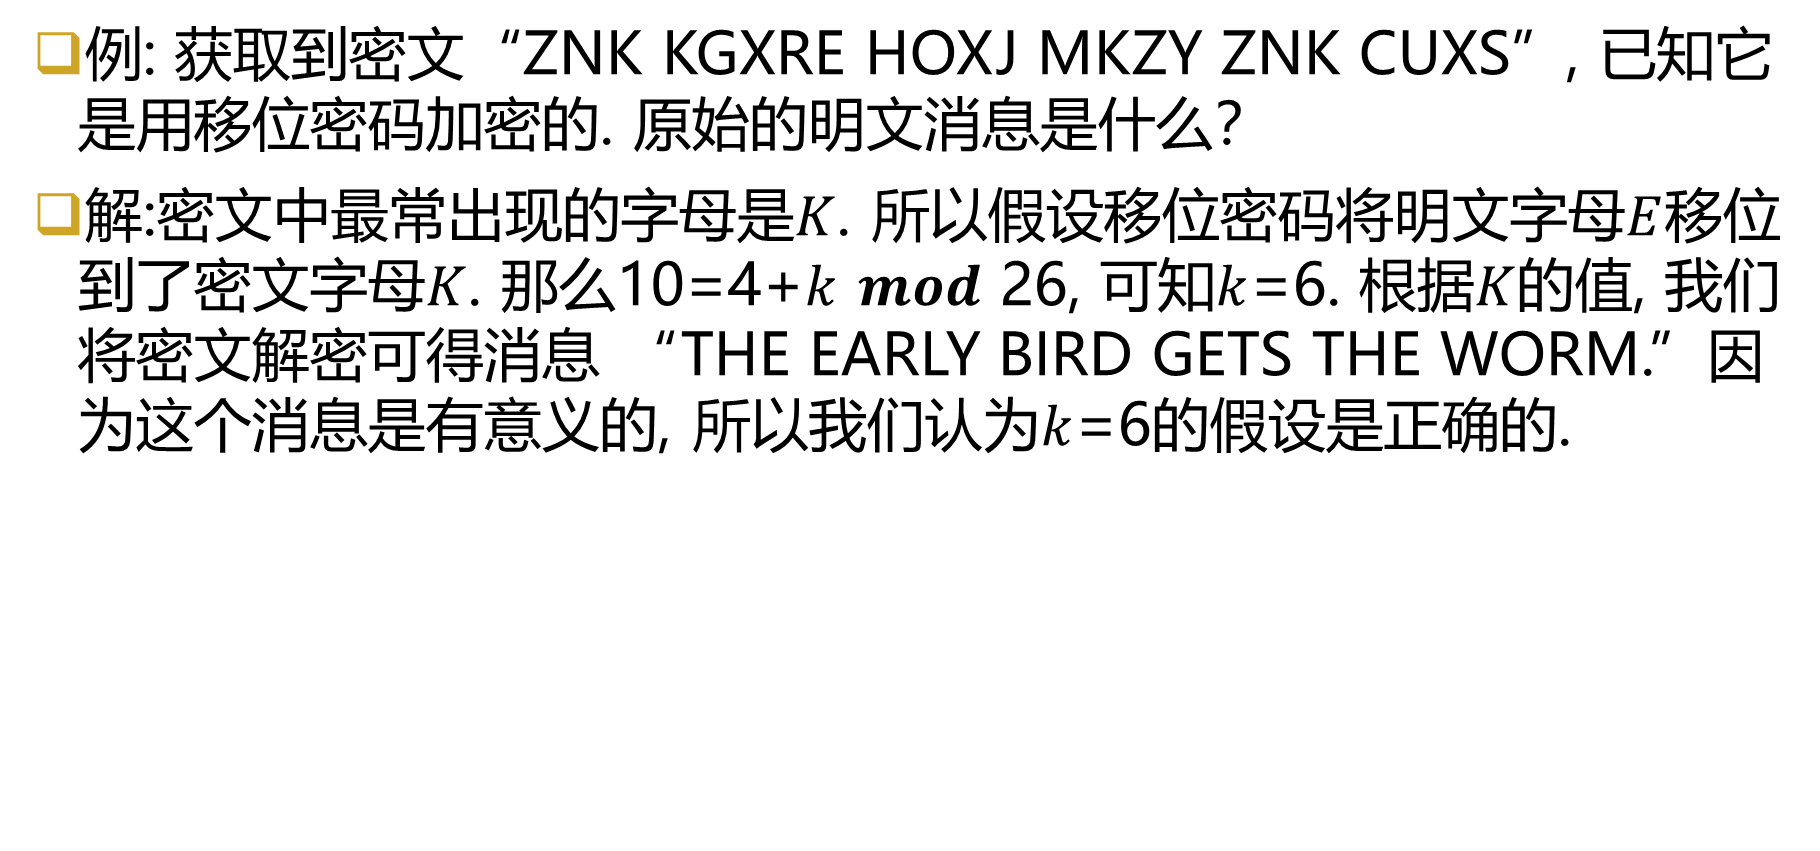 例: 获取到密文“ZNK KGXRE HOXJ MKZY ZNK CUXS”, 已知它
是用移位密码加密的. 原始的明文消息是什么?
解:密文中最常出现的字母是K. 所以假设移位密码将明文字母E移位
到了密文字母K. 那么10=4+k mod 26, 可知k=6. 根据K的值, 我们
将密文解密可得消息 “THE EARLY BIRD GETS THE WORM.” 因
为这个消息是有意义的, 所以我们认为k=6的假设是正确的.